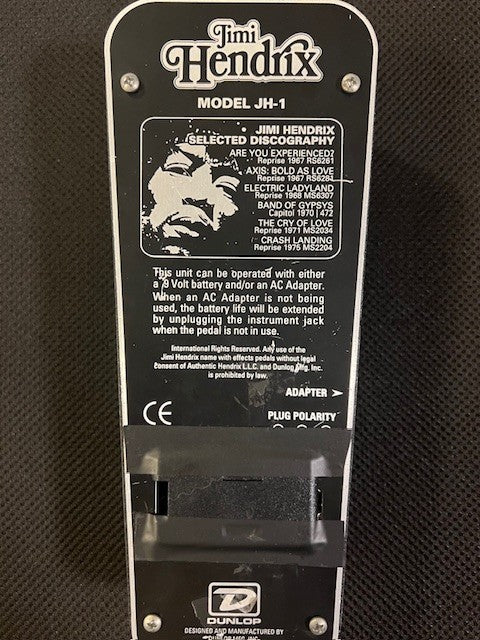 Jimi
Hendrix
MODEL JH-1
JIMI HENDRIX
SELECTED DISCOGRAPHY
ARE YOU EXPERIENCED?
Reprise 1967 RS6261
AXIS: BOLD AS LOVE
Reprise 1967 RS6281
ELECTRIC LADYLAND
Reprise 1968 MS6307
BAND OF GYPSYS
Capitol 1970 | 472
THE CRY OF LOVE
Reprise 1971 MS2034
CRASH LANDING
Reprise 1975 MS2204
This unit can be operated with either
a 9 Volt battery and/or an AC Adapter.
When an AC Adapter is not being
used, the battery life will be extended
by unplugging the instrument jack
when the pedal is not in use.
International Rights Reserved. Any use of the
Jimi Hendrix name with effects pedals without legal
consent of Authentic Hendrix L.L.C. and Dunlop Mfg. Inc.
is prohibited by law.
ADAPTER >
CE
PLUG POLARITY
D
DUNLOP
DESIGNED AND MANUFACTURED BY
DUNLOP MFG. INC.